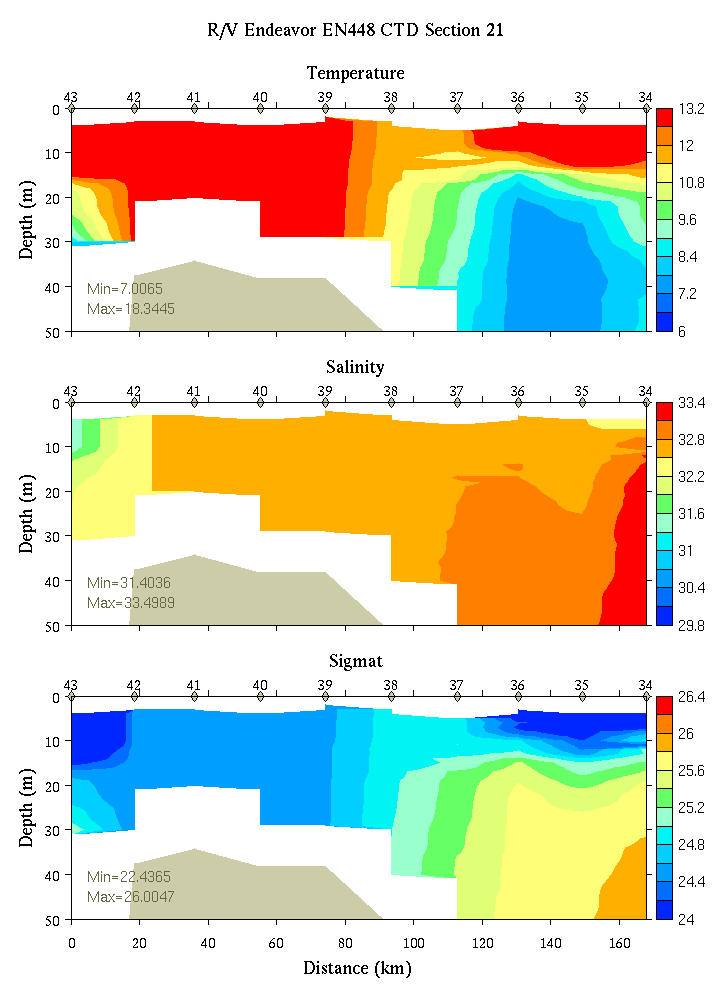 R/V Endeavor EN448 CTD Section 21
Temperature
43 42 41 40 39 38 37 36 35 34
0
10
20
30
40
50
Depth (m)
Min=7.0065
Max=18.3445
13.2
12
10.8
9.6
8.4
7.2
6
Salinity
43 42 41 40 39 38 37 36 35 34
0
10
20
30
40
50
Depth (m)
Min=31.4036
Max=33.4989
33.4
32.8
32.2
31.6
31
30.4
29.8
Sigmat
43 42 41 40 39 38 37 36 35 34
0
10
20
30
40
50
Depth (m)
Min=22.4365
Max=26.0047
26.4
26
25.6
25.2
24.8
24.4
24
0 20 40 60 80 100 120 140 160
Distance (km)